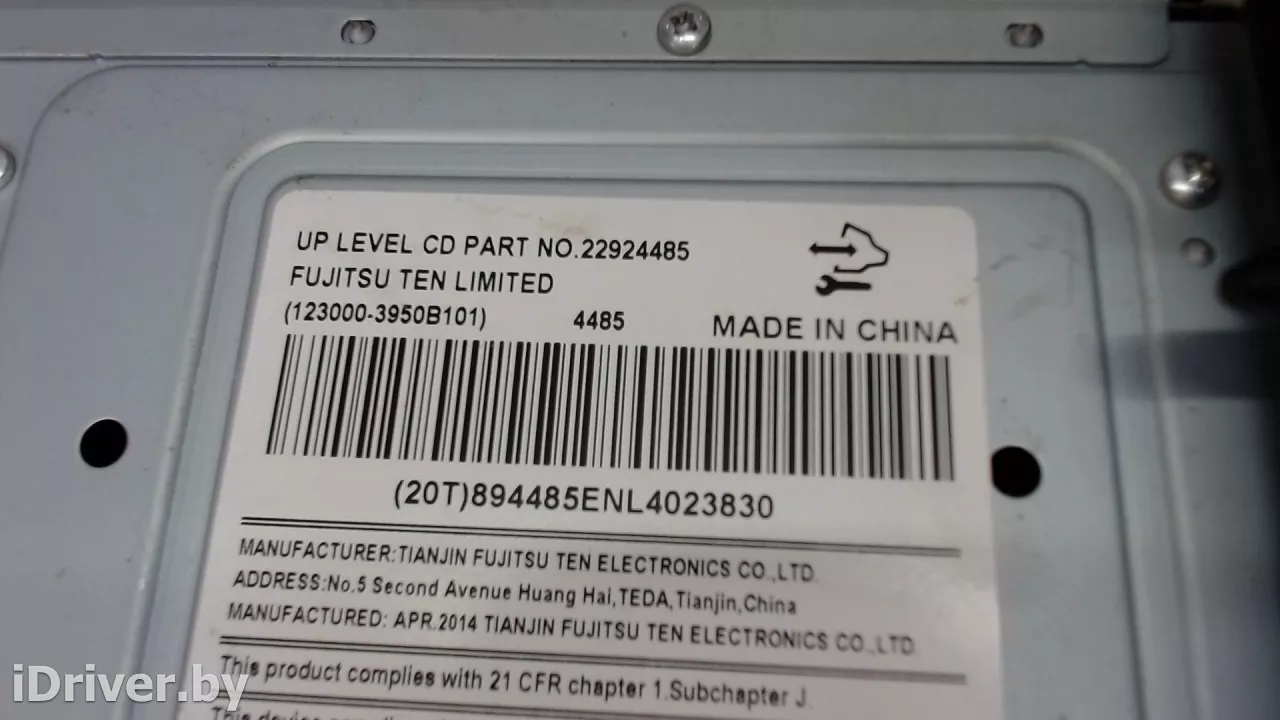 UP LEVEL CD PART NO.22924485
FUJITSU TEN LIMITED
(123000-3950B101) 4485 MADE IN CHINA
(20T)894485ENL4023830
MANUFACTURER:TIANJIN FUJITSU TEN ELECTRONICS CO.,LTD.
ADDRESS:No.5 Second Avenue Huang Hai,TEDA,Tianjin,China
MANUFACTURED: APR.2014 TIANJIN FUJITSU TEN ELECTRONICS CO.,LTD.
This product complies with 21 CFR chapter 1.Subchapter J.
This device
iDriver.by